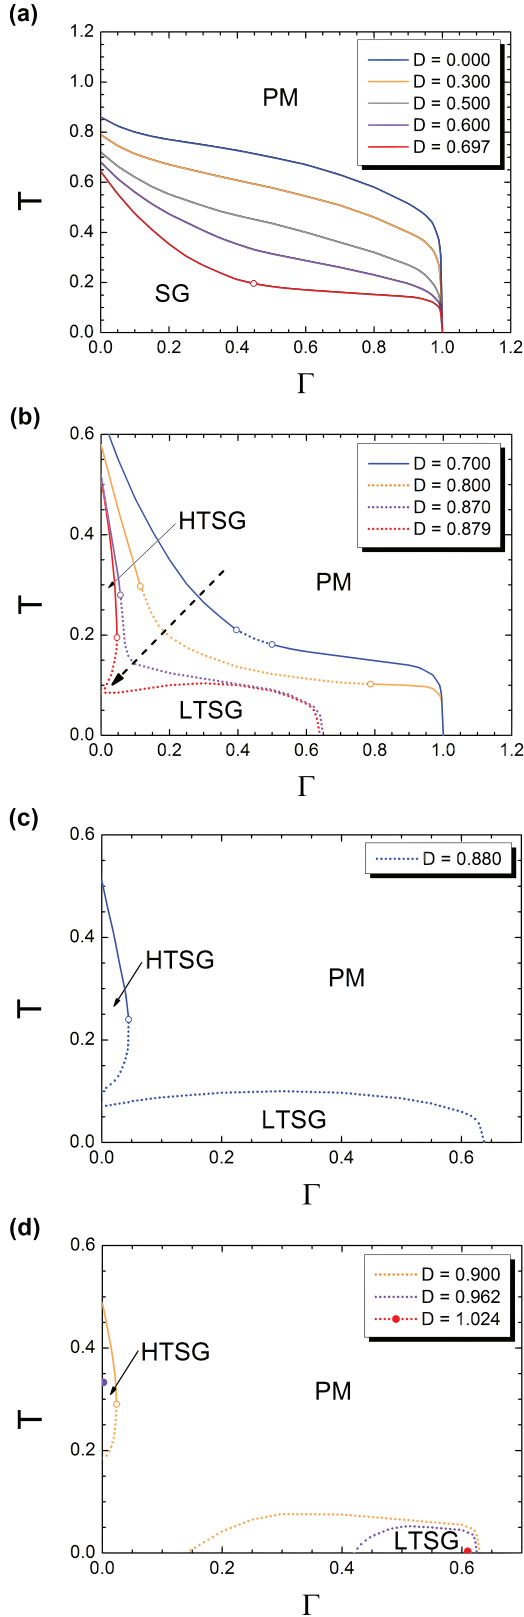 (a)
1.2
1.0
0.8
0.6
0.4
0.2
0.0
T
PM
SG
D = 0.000
D = 0.300
D = 0.500
D = 0.600
D = 0.697
0.0 0.2 0.4 0.6 0.8 1.0 1.2
Γ
(b)
0.6
0.4
0.2
0.0
T
HTSG
PM
LTSG
D = 0.700
D = 0.800
D = 0.870
D = 0.879
0.0 0.2 0.4 0.6 0.8 1.0 1.2
Γ
(c)
0.6
0.4
0.2
0.0
T
D = 0.880
HTSG
PM
LTSG
0.0 0.2 0.4 0.6
Γ
(d)
0.6
0.4
0.2
0.0
T
D = 0.900
D = 0.962
D = 1.024
HTSG
PM
LTSG
0.0 0.2 0.4 0.6
Γ